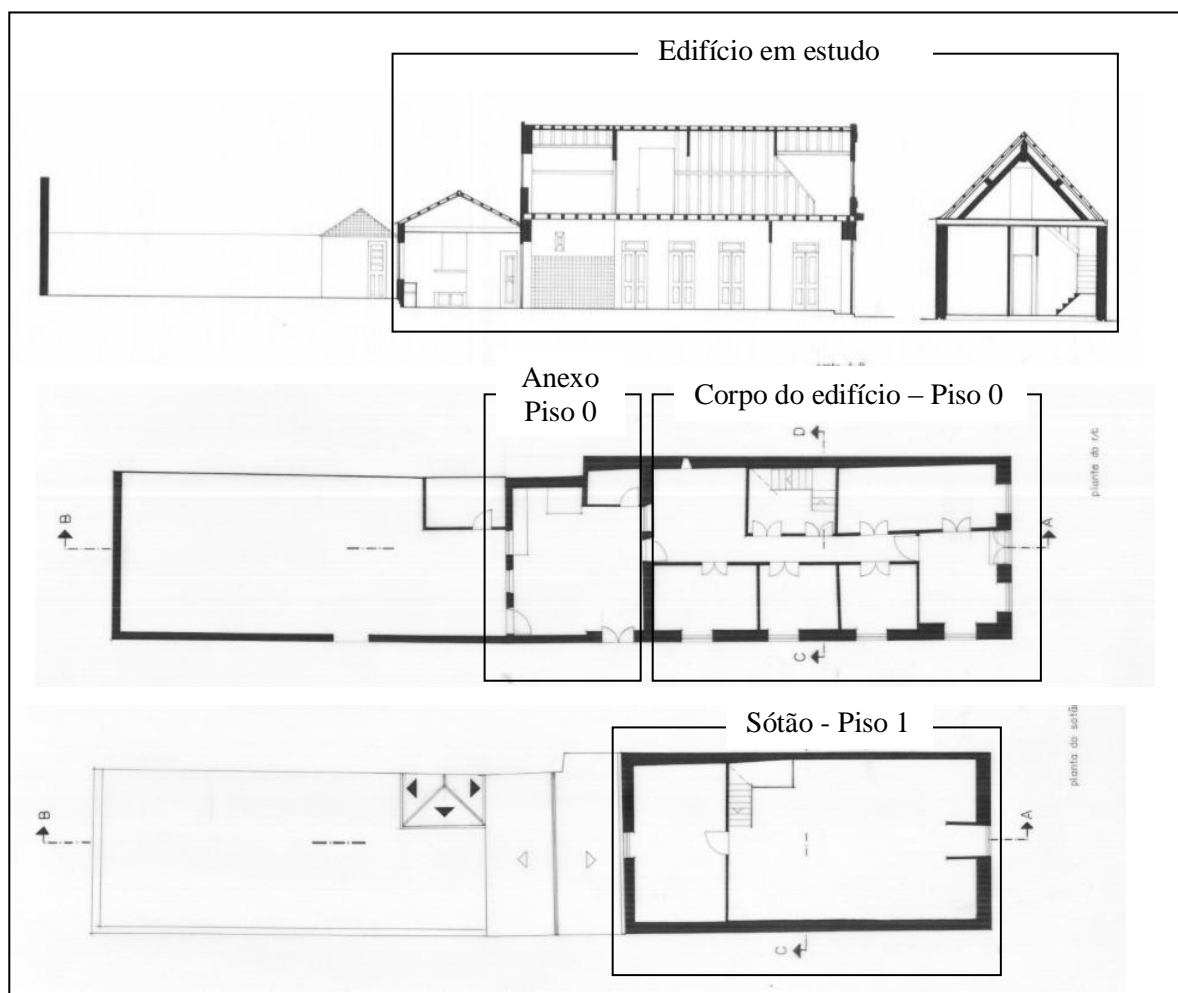 Edifício em estudo
Anexo
Piso 0
Corpo do edifício – Piso 0
D
planta do r/c
B
A
C
Sótão - Piso 1
planta do sótão
B
A
C